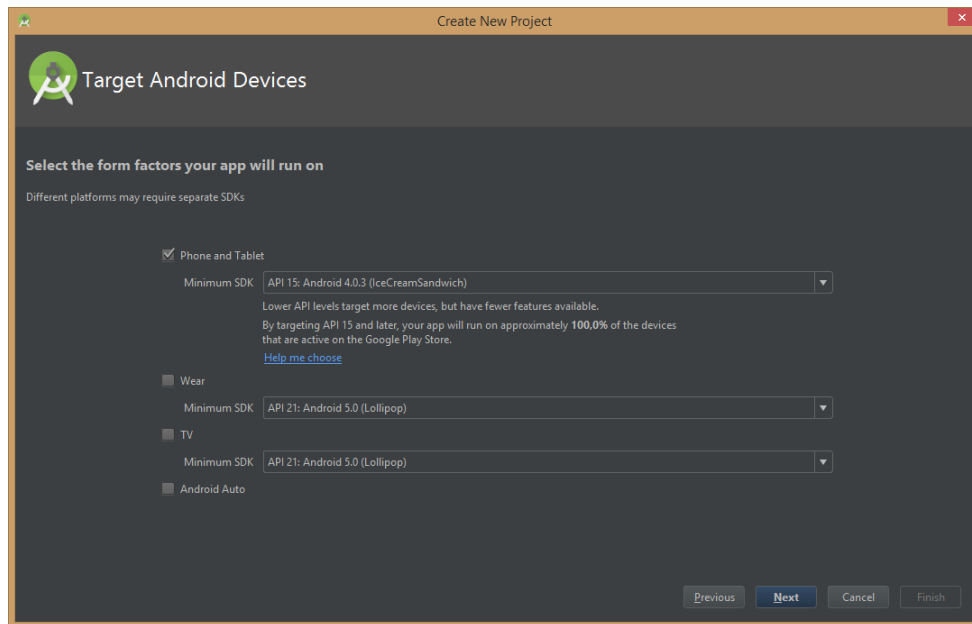 Create New Project
Target Android Devices
Select the form factors your app will run on
Different platforms may require separate SDKs
Phone and Tablet
Minimum SDK API 15: Android 4.0.3 (IceCreamSandwich)
Lower API levels target more devices, but have fewer features available.
By targeting API 15 and later, your app will run on approximately 100,0% of the devices
that are active on the Google Play Store.
Help me choose
Wear
Minimum SDK API 21: Android 5.0 (Lollipop)
TV
Minimum SDK API 21: Android 5.0 (Lollipop)
Android Auto
Previous Next Cancel Finish